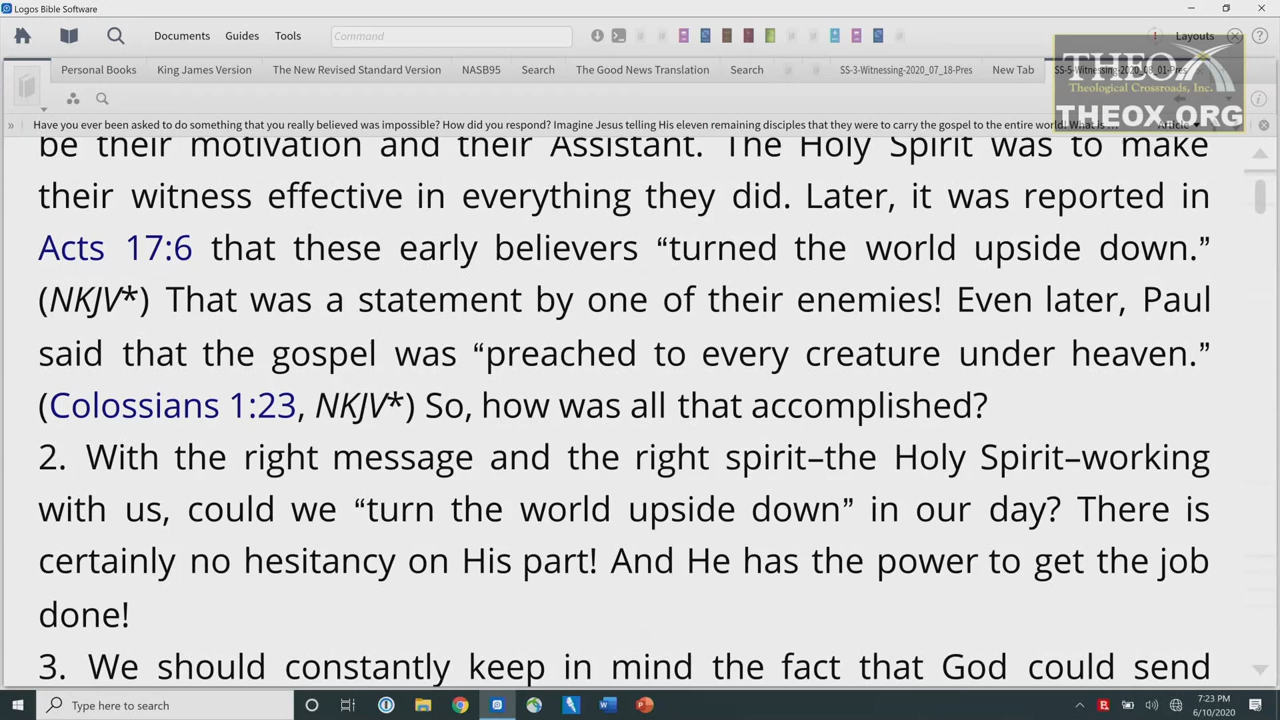 Logos Bible Software
Documents Guides Tools Command Layouts
Personal Books King James Version The New Revised NASB95 Search The Good News Translation Search SS-3-Witnessing-2020_07_18-Pres New Tab SS-5-Witnessing-2020_08_01-Pres
THEOX
Theological Crossroads, Inc.
THEOX.ORG
» Have you ever been asked to do something that you really believed was impossible? How did you respond? Imagine Jesus telling His eleven remaining disciples that they were to carry the gospel to the entire world! What is ... Article
be their motivation and their Assistant. The Holy Spirit was to make
their witness effective in everything they did. Later, it was reported in
Acts 17:6 that these early believers “turned the world upside down.”
(NKJV*) That was a statement by one of their enemies! Even later, Paul
said that the gospel was “preached to every creature under heaven.”
(Colossians 1:23, NKJV*) So, how was all that accomplished?
2. With the right message and the right spirit–the Holy Spirit–working
with us, could we “turn the world upside down” in our day? There is
certainly no hesitancy on His part! And He has the power to get the job
done!
3. We should constantly keep in mind the fact that God could send
Type here to search
7:23 PM
6/10/2020